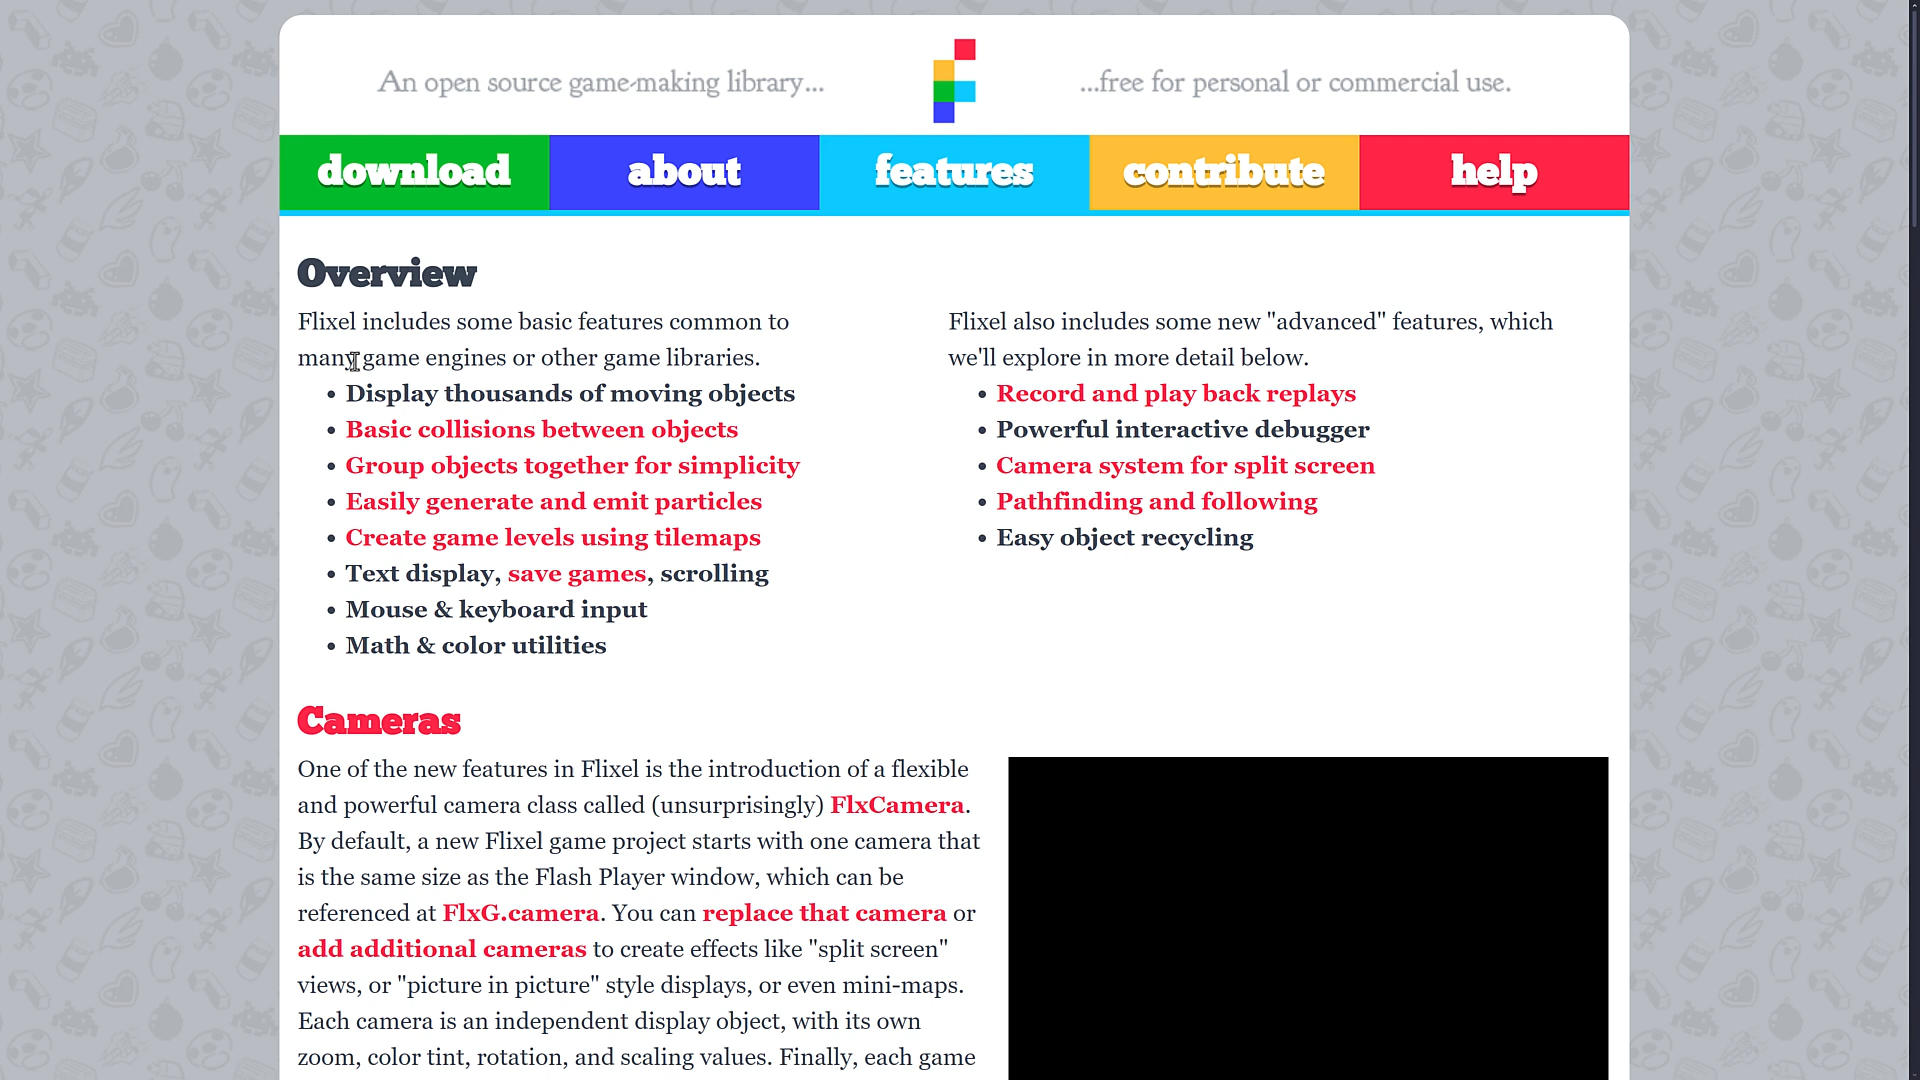 An open source game-making library...
...free for personal or commercial use.
download
about
features
contribute
help
Overview
Flixel includes some basic features common to
many game engines or other game libraries.
• Display thousands of moving objects
• Basic collisions between objects
• Group objects together for simplicity
• Easily generate and emit particles
• Create game levels using tilemaps
• Text display, save games, scrolling
• Mouse & keyboard input
• Math & color utilities
Flixel also includes some new "advanced" features, which
we'll explore in more detail below.
• Record and play back replays
• Powerful interactive debugger
• Camera system for split screen
• Pathfinding and following
• Easy object recycling
Cameras
One of the new features in Flixel is the introduction of a flexible
and powerful camera class called (unsurprisingly) FlxCamera.
By default, a new Flixel game project starts with one camera that
is the same size as the Flash Player window, which can be
referenced at FlxG.camera. You can replace that camera or
add additional cameras to create effects like "split screen"
views, or "picture in picture" style displays, or even mini-maps.
Each camera is an independent display object, with its own
zoom, color tint, rotation, and scaling values. Finally, each game